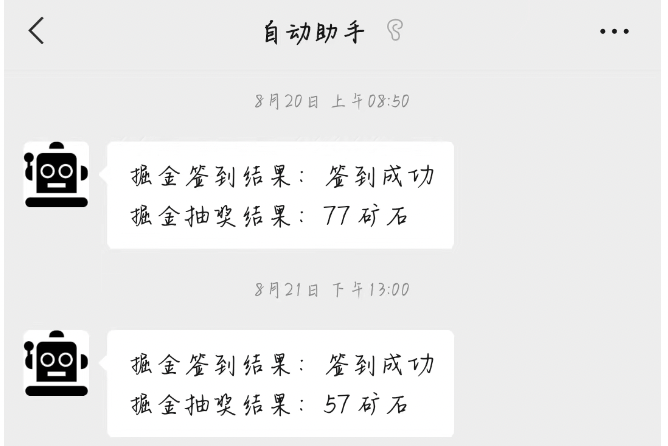 自动助手
8月20日 上午08:50
掘金签到结果: 签到成功
掘金抽奖结果: 77 矿石
8月21日 下午13:00
掘金签到结果: 签到成功
掘金抽奖结果: 57 矿石